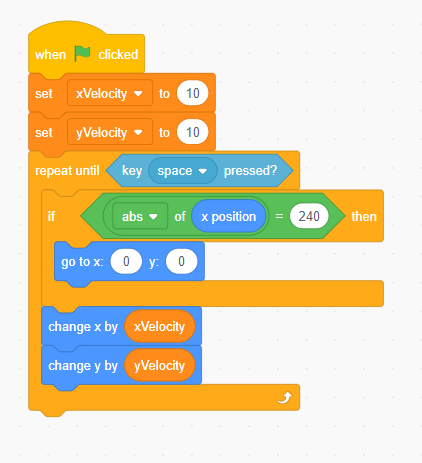 when clicked
set xVelocity to 10
set yVelocity to 10
repeat until key space pressed?
if abs of x position = 240 then
go to x: 0 y: 0
change x by xVelocity
change y by yVelocity